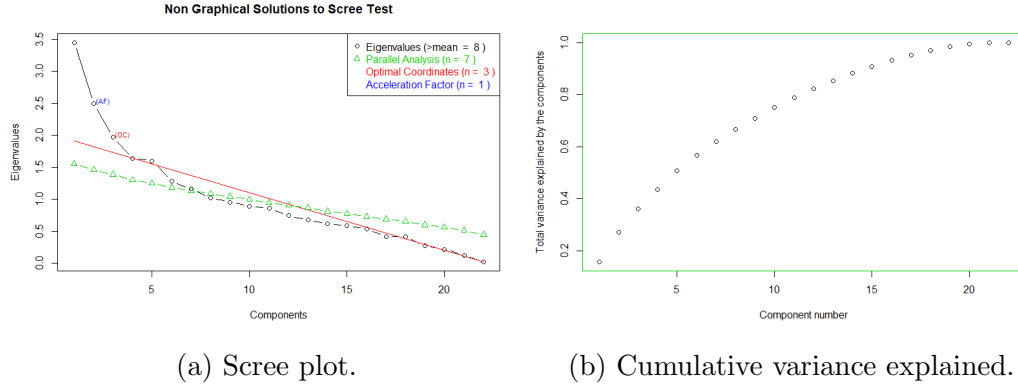 Non Graphical Solutions to Scree Test
Eigenvalues (>mean = 8 )
Parallel Analysis (n = 7 )
Optimal Coordinates (n = 3 )
Acceleration Factor (n = 1 )
(AF)
(OC)
Eigenvalues
3.5
3.0
2.5
2.0
1.5
1.0
0.5
0.0
5 10 15 20
Components
(a) Scree plot.
Total variance explained by the components
1.0
0.8
0.6
0.4
0.2
5 10 15 20
Component number
(b) Cumulative variance explained.